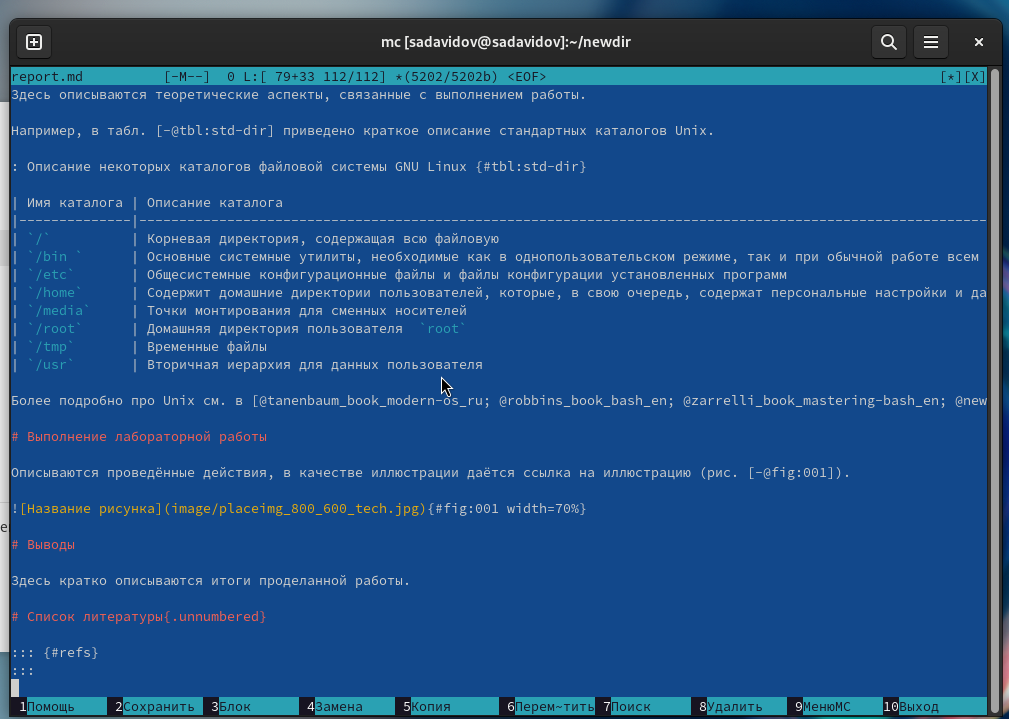 mc [sadavidov@sadavidov]:~/newdir
report.md [-M--] 0 L:[ 79+33 112/112] *(5202/5202b) <EOF> [*][X]
Здесь описываются теоретические аспекты, связанные с выполнением работы.
Например, в табл. [-@tbl:std-dir] приведено краткое описание стандартных каталогов Unix.
: Описание некоторых каталогов файловой системы GNU Linux {#tbl:std-dir}
| Имя каталога | Описание каталога
|--------------|----------------------------------------------------------------------------------------------------------
| `/` | Корневая директория, содержащая всю файловую
| `/bin ` | Основные системные утилиты, необходимые как в однопользовательском режиме, так и при обычной работе всем
| `/etc` | Общесистемные конфигурационные файлы и файлы конфигурации установленных программ
| `/home` | Содержит домашние директории пользователей, которые, в свою очередь, содержат персональные настройки и да
| `/media` | Точки монтирования для сменных носителей
| `/root` | Домашняя директория пользователя `root`
| `/tmp` | Временные файлы
| `/usr` | Вторичная иерархия для данных пользователя
Более подробно про Unix см. в [@tanenbaum_book_modern-os_ru; @robbins_book_bash_en; @zarrelli_book_mastering-bash_en; @new
# Выполнение лабораторной работы
Описываются проведённые действия, в качестве иллюстрации даётся ссылка на иллюстрацию (рис. [-@fig:001]).
![Название рисунка](image/placeimg_800_600_tech.jpg){#fig:001 width=70%}
# Выводы
Здесь кратко описываются итоги проделанной работы.
# Список литературы{.unnumbered}
::: {#refs}
:::
1Помощь 2Сохранить 3Блок 4Замена 5Копия 6Перем~тить 7Поиск 8Удалить 9МенюMC 10Выход